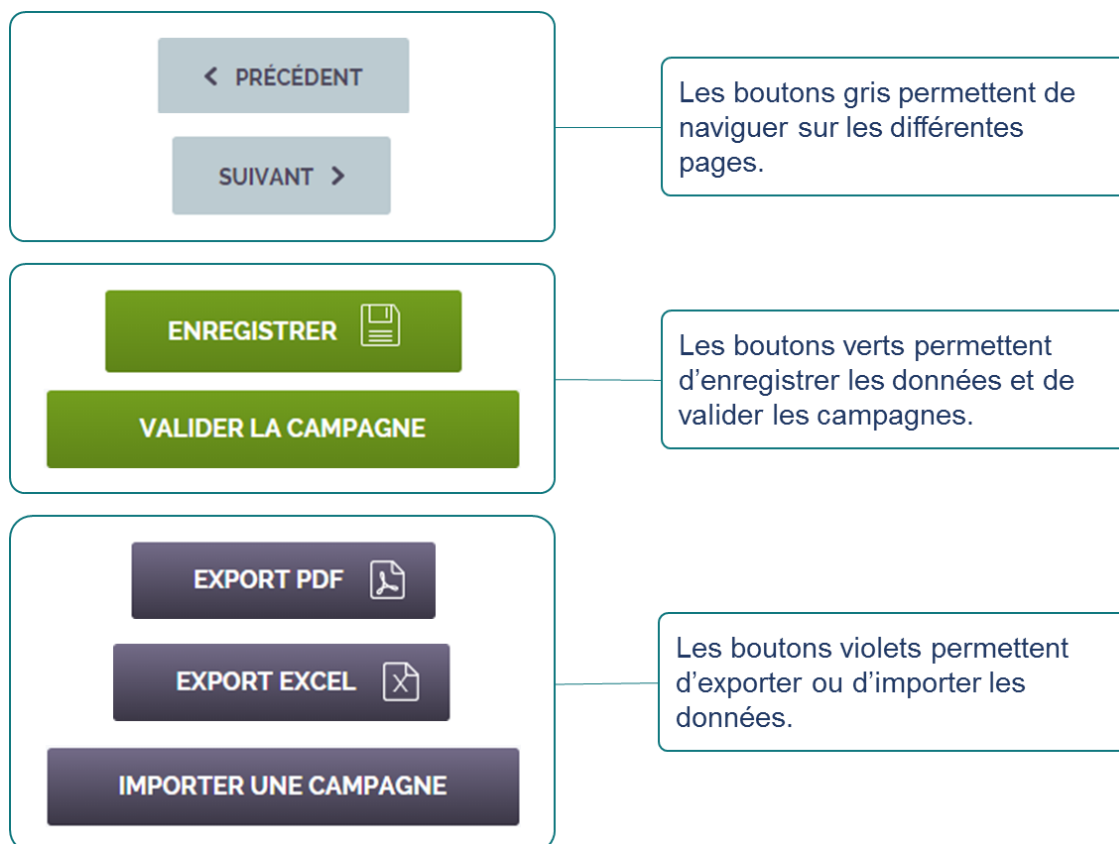 PRÉCÉDENT
SUIVANT
Les boutons gris permettent de
naviguer sur les différentes
pages.
ENREGISTRER
VALIDER LA CAMPAGNE
Les boutons verts permettent
d’enregistrer les données et de
valider les campagnes.
EXPORT PDF
EXPORT EXCEL
IMPORTER UNE CAMPAGNE
Les boutons violets permettent
d’exporter ou d’importer les
données.